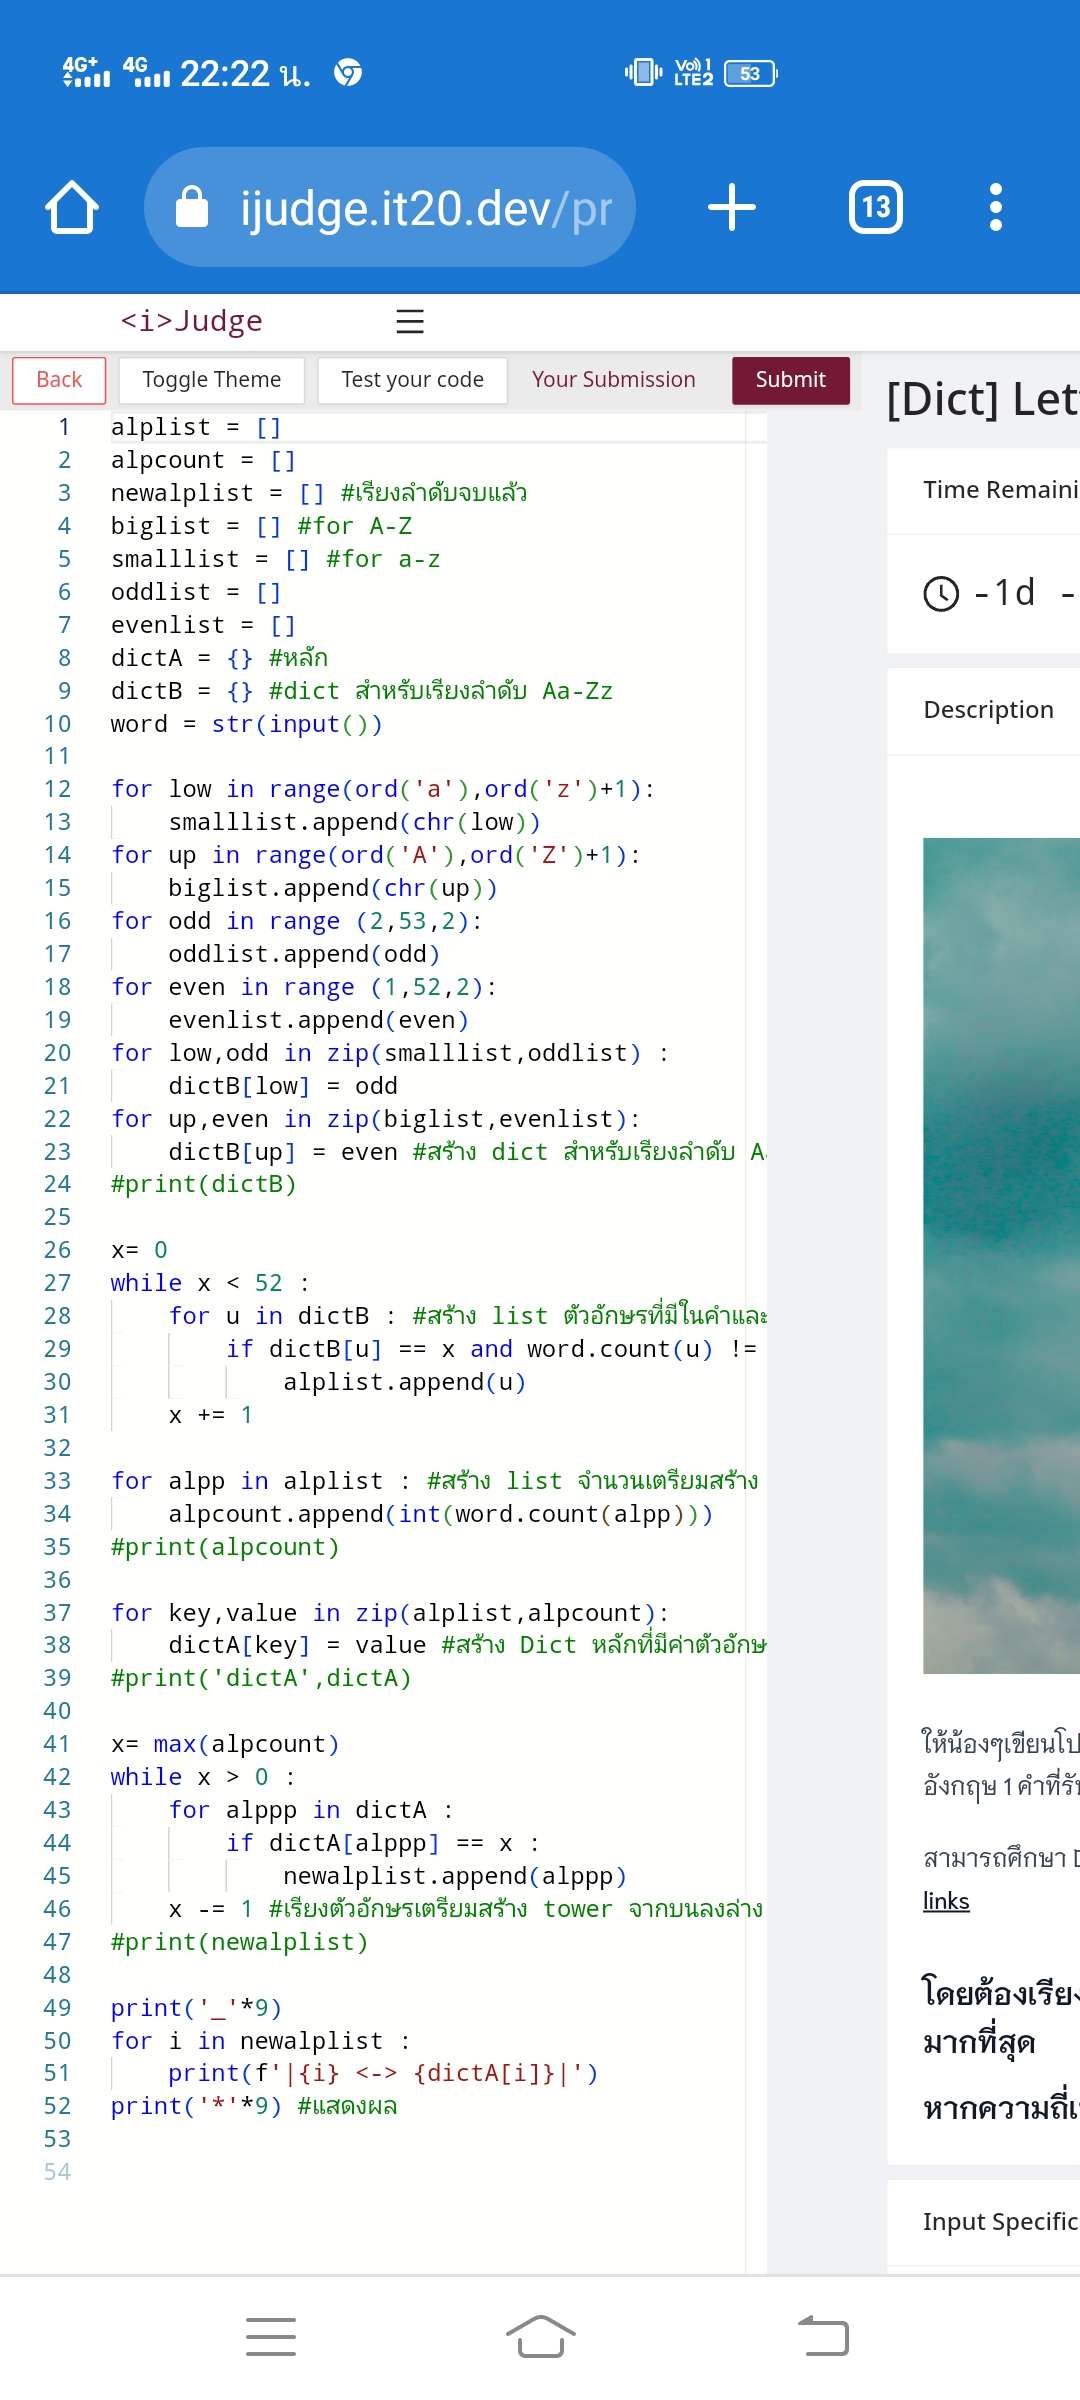 4G+ 4G 22:22 น. Vo) 1 LTE2 53
ijudge.it20.dev/pr 13
<i>Judge
Back Toggle Theme Test your code Your Submission Submit
1 alplist = []
2 alpcount = []
3 newalplist = [] #เรียงลำดับจบแล้ว
4 biglist = [] #for A-Z
5 smalllist = [] #for a-z
6 oddlist = []
7 evenlist = []
8 dictA = {} #หลัก
9 dictB = {} #dict สำหรับเรียงลำดับ Aa-Zz
10 word = str(input())
11
12 for low in range(ord('a'),ord('z')+1):
13     smalllist.append(chr(low))
14 for up in range(ord('A'),ord('Z')+1):
15     biglist.append(chr(up))
16 for odd in range (2,53,2):
17     oddlist.append(odd)
18 for even in range (1,52,2):
19     evenlist.append(even)
20 for low,odd in zip(smalllist,oddlist) :
21     dictB[low] = odd
22 for up,even in zip(biglist,evenlist):
23     dictB[up] = even #สร้าง dict สำหรับเรียงลำดับ A
24 #print(dictB)
25
26 x= 0
27 while x < 52 :
28     for u in dictB : #สร้าง list ตัวอักษรที่มีในคำและ
29         if dictB[u] == x and word.count(u) !=
30             alplist.append(u)
31     x += 1
32
33 for alpp in alplist : #สร้าง list จำนวนเตรียมสร้าง
34     alpcount.append(int(word.count(alpp)))
35 #print(alpcount)
36
37 for key,value in zip(alplist,alpcount):
38     dictA[key] = value #สร้าง Dict หลักที่มีค่าตัวอักษ
39 #print('dictA',dictA)
40
41 x= max(alpcount)
42 while x > 0 :
43     for alppp in dictA :
44         if dictA[alppp] == x :
45             newalplist.append(alppp)
46     x -= 1 #เรียงตัวอักษรเตรียมสร้าง tower จากบนลงล่าง
47 #print(newalplist)
48
49 print('_'*9)
50 for i in newalplist :
51     print(f'|{i} <-> {dictA[i]}|')
52 print('*'*9) #แสดงผล
53
54
[Dict] Let
Time Remaini
-1d -
Description
ให้น้องๆเขียนโป
อังกฤษ 1 คำที่รั
สามารถศึกษา D
links
โดยต้องเรียง
มากที่สุด
หากความถี่เ
Input Specific